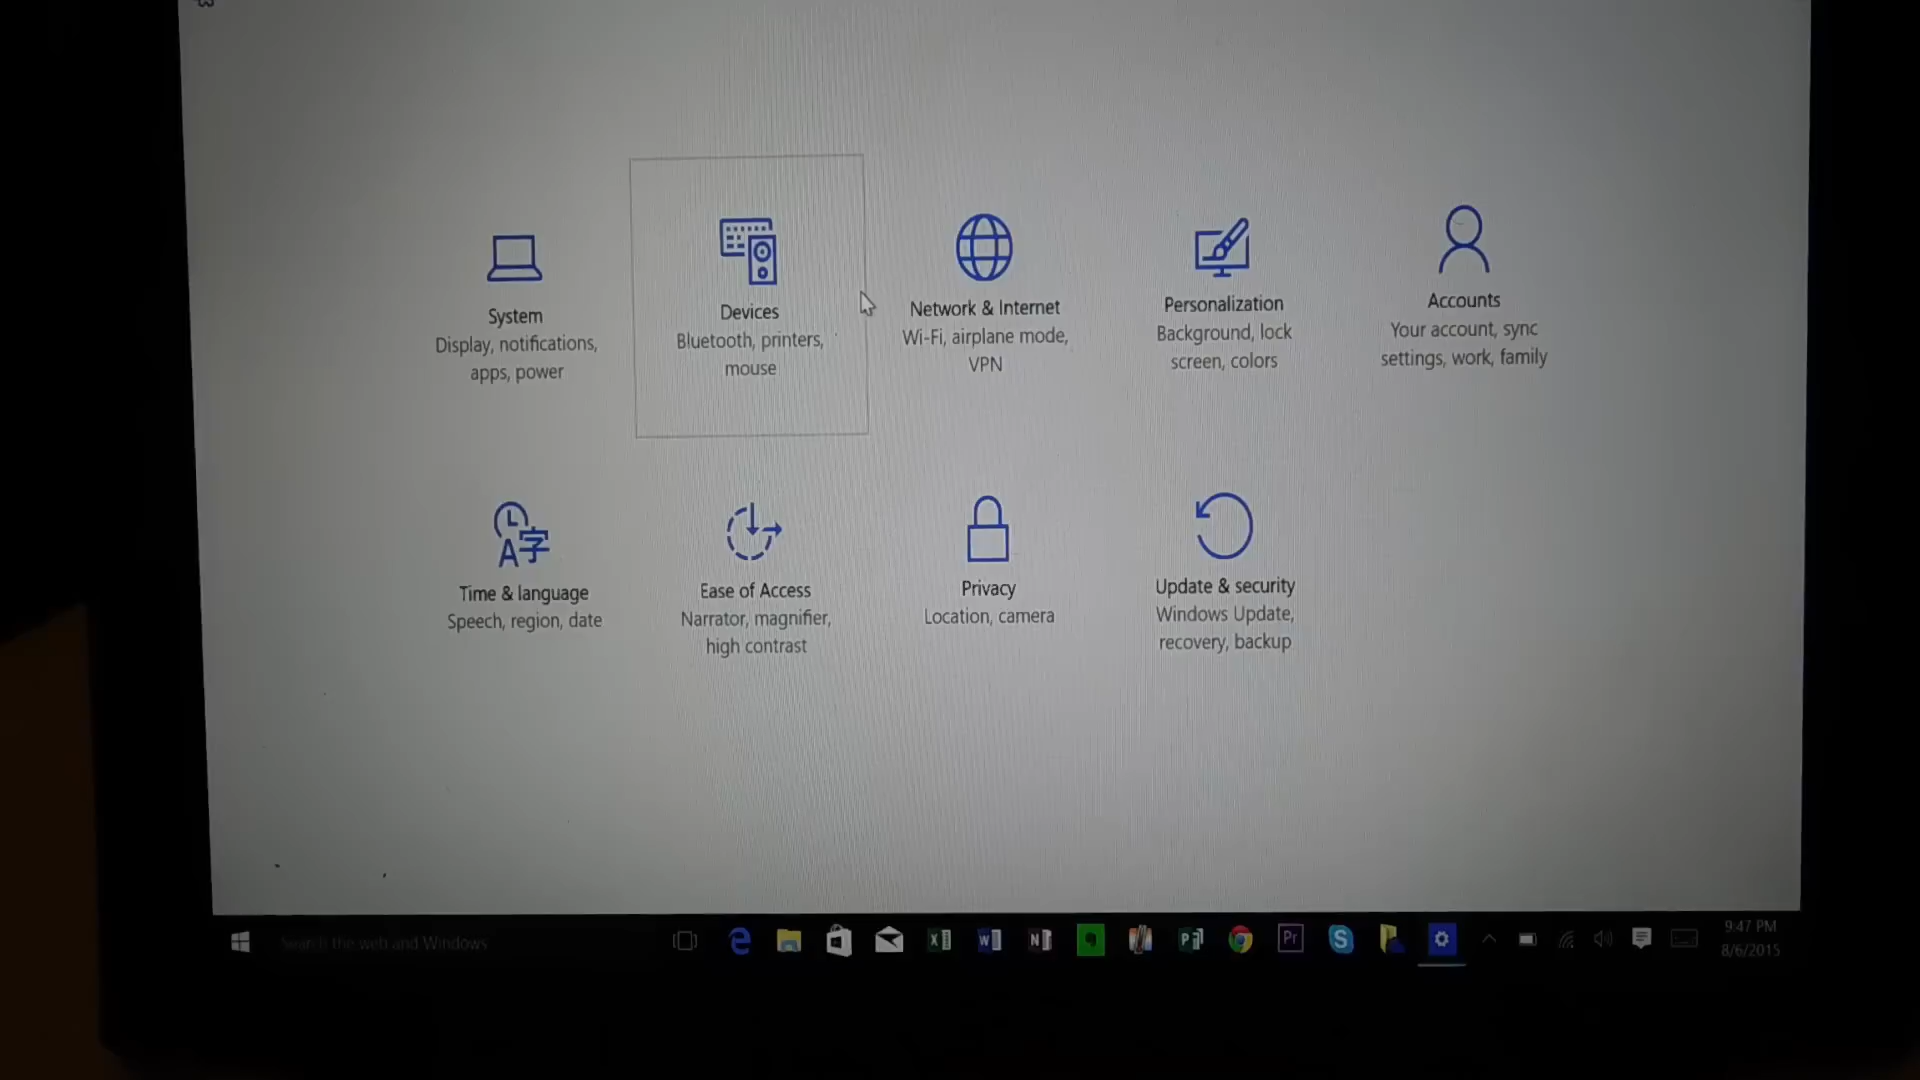 System
Display, notifications,
apps, power
Devices
Bluetooth, printers,
mouse
Network & Internet
Wi-Fi, airplane mode,
VPN
Personalization
Background, lock
screen, colors
Accounts
Your account, sync
settings, work, family
A字
Time & language
Speech, region, date
Ease of Access
Narrator, magnifier,
high contrast
Privacy
Location, camera
Update & security
Windows Update,
recovery, backup
Search the web and Windows
Pr
9:47 PM
8/6/2015